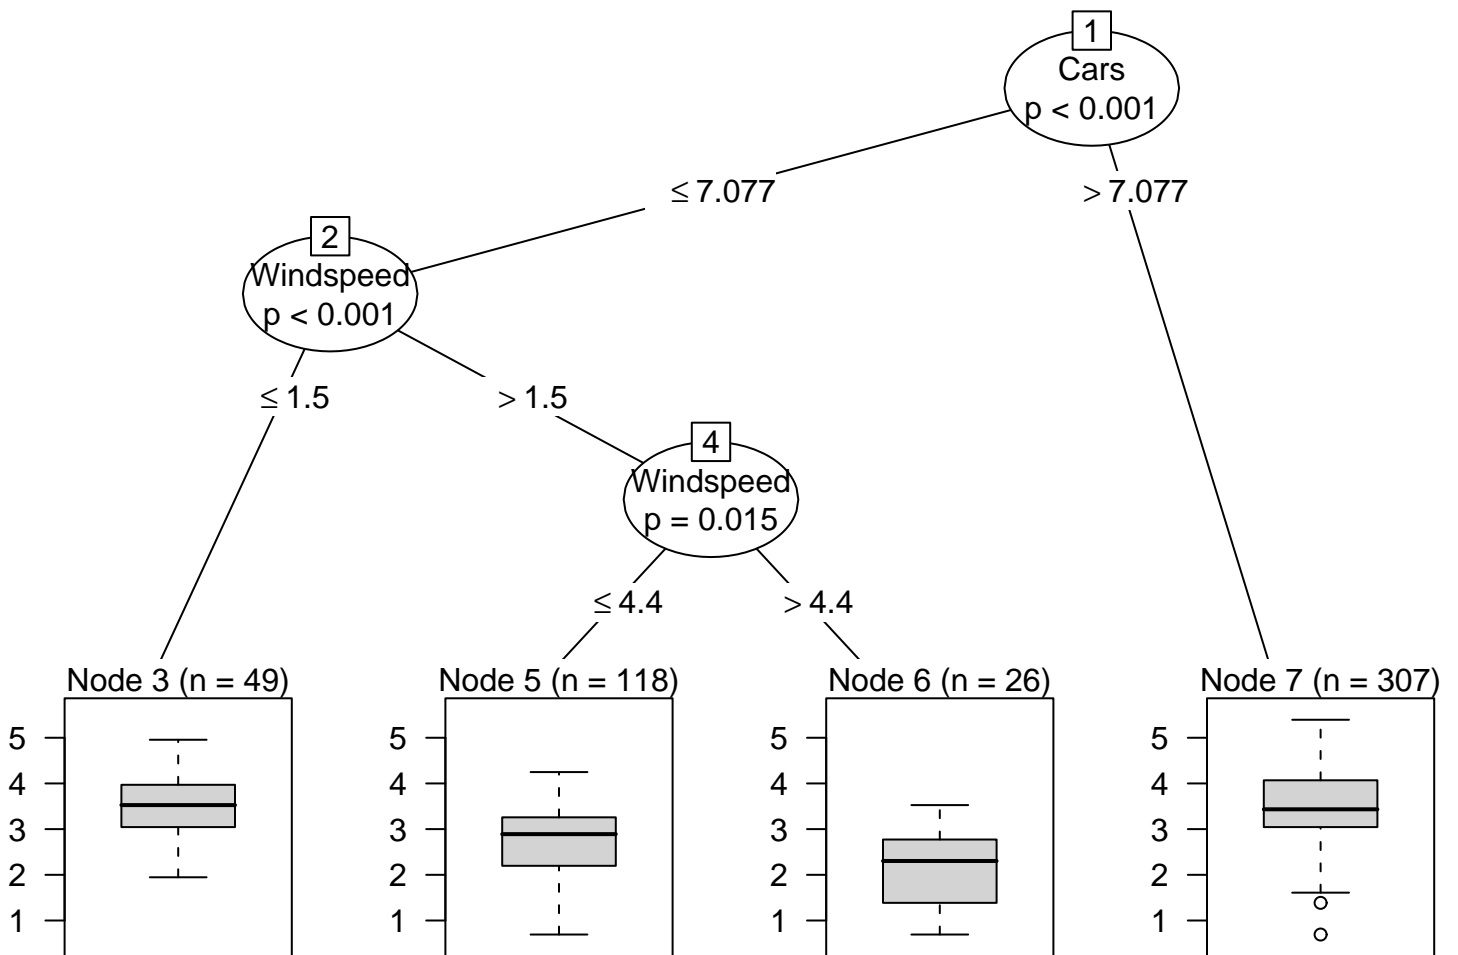 1
Cars
p < 0.001
≤ 7.077
> 7.077
2
Windspeed
p < 0.001
≤ 1.5
> 1.5
4
Windspeed
p = 0.015
≤ 4.4
> 4.4
Node 3 (n = 49)
5
4
3
2
1
Node 5 (n = 118)
5
4
3
2
1
Node 6 (n = 26)
5
4
3
2
1
Node 7 (n = 307)
5
4
3
2
1